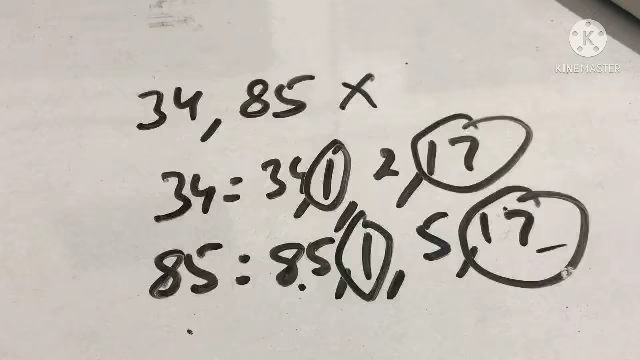 K
KINEMASTER
34, 85 ×
34 = 34, 1, 2, 17
85 : 85, 1, 5, 17